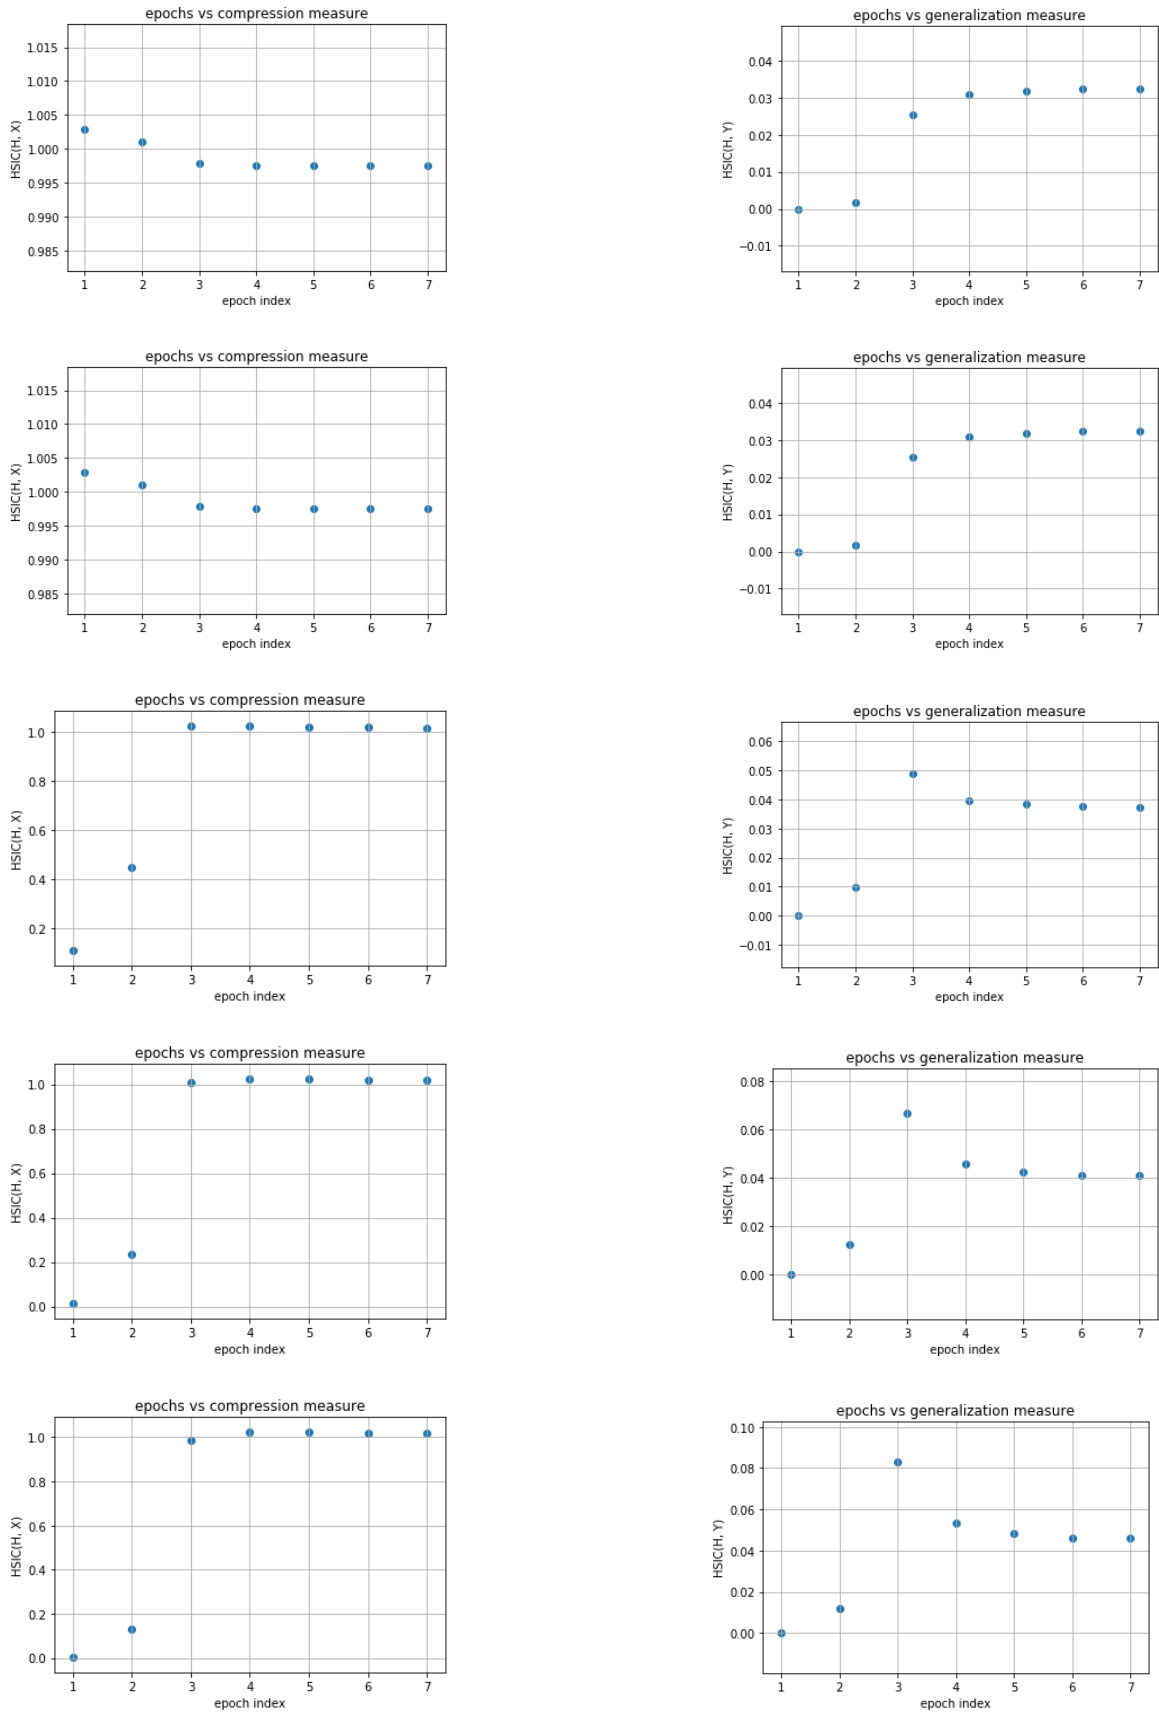 epochs vs compression measure
HSIC(H, X)
1.015
1.010
1.005
1.000
0.995
0.990
0.985
1 2 3 4 5 6 7
epoch index
epochs vs generalization measure
HSIC(H, Y)
0.04
0.03
0.02
0.01
0.00
−0.01
1 2 3 4 5 6 7
epoch index
epochs vs compression measure
HSIC(H, X)
1.015
1.010
1.005
1.000
0.995
0.990
0.985
1 2 3 4 5 6 7
epoch index
epochs vs generalization measure
HSIC(H, Y)
0.04
0.03
0.02
0.01
0.00
−0.01
1 2 3 4 5 6 7
epoch index
epochs vs compression measure
HSIC(H, X)
1.0
0.8
0.6
0.4
0.2
1 2 3 4 5 6 7
epoch index
epochs vs generalization measure
HSIC(H, Y)
0.06
0.05
0.04
0.03
0.02
0.01
0.00
−0.01
1 2 3 4 5 6 7
epoch index
epochs vs compression measure
HSIC(H, X)
1.0
0.8
0.6
0.4
0.2
0.0
1 2 3 4 5 6 7
epoch index
epochs vs generalization measure
HSIC(H, Y)
0.08
0.06
0.04
0.02
0.00
1 2 3 4 5 6 7
epoch index
epochs vs compression measure
HSIC(H, X)
1.0
0.8
0.6
0.4
0.2
0.0
1 2 3 4 5 6 7
epoch index
epochs vs generalization measure
HSIC(H, Y)
0.10
0.08
0.06
0.04
0.02
0.00
1 2 3 4 5 6 7
epoch index